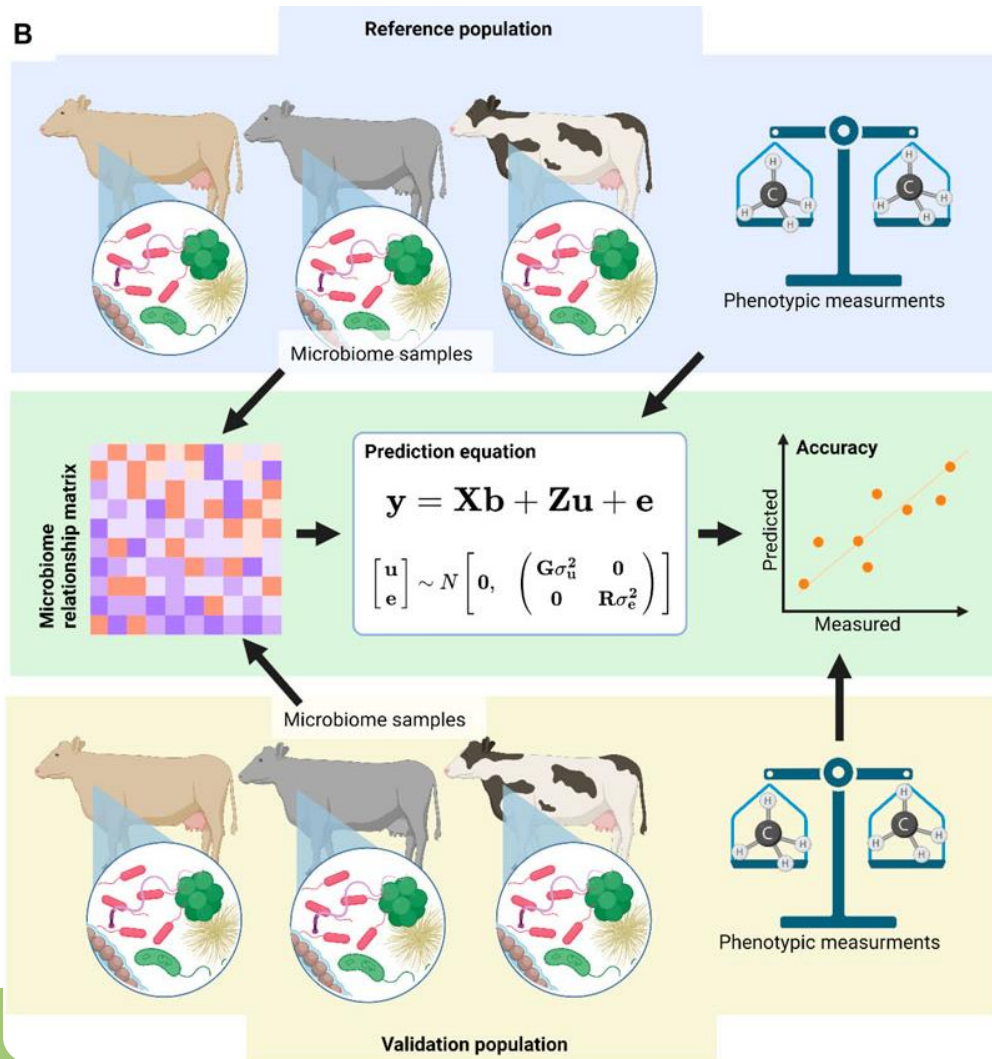 B
Reference population
C
H
H
H
H
C
H
H
H
H
Phenotypic measurments
Microbiome samples
Microbiome
relationship matrix
Prediction equation
y = Xb + Zu + e
[u e] ∼ N [0, (Gσ²ᵤ 0
0 Rσ²ₑ)]
Accuracy
Predicted
Measured
Microbiome samples
C
H
H
H
H
C
H
H
H
H
Phenotypic measurments
Validation population